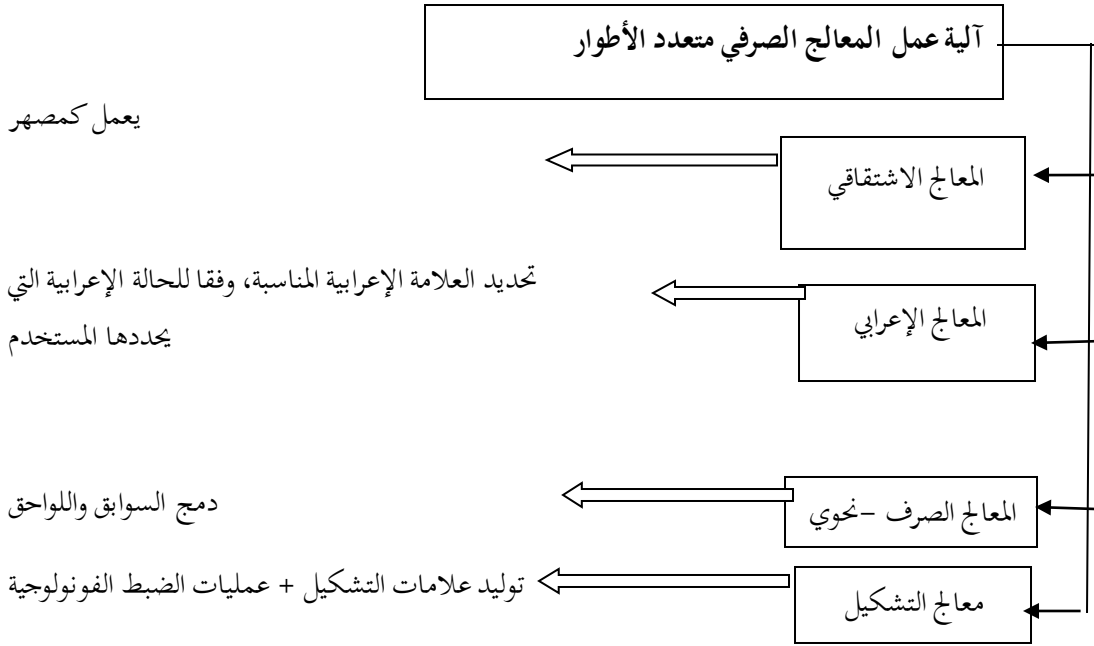 آلية عمل المعالج الصرفي متعدد الأطوار
يعمل كمصهر
المعالج الاشتقاقي
تحديد العلامة الإعرابية المناسبة، وفقا للحالة الإعرابية التي
يحددها المستخدم
المعالج الإعرابي
دمج السوابق واللواحق
المعالج الصرف –نحوي
توليد علامات التشكيل + عمليات الضبط الفونولوجية
معالج التشكيل